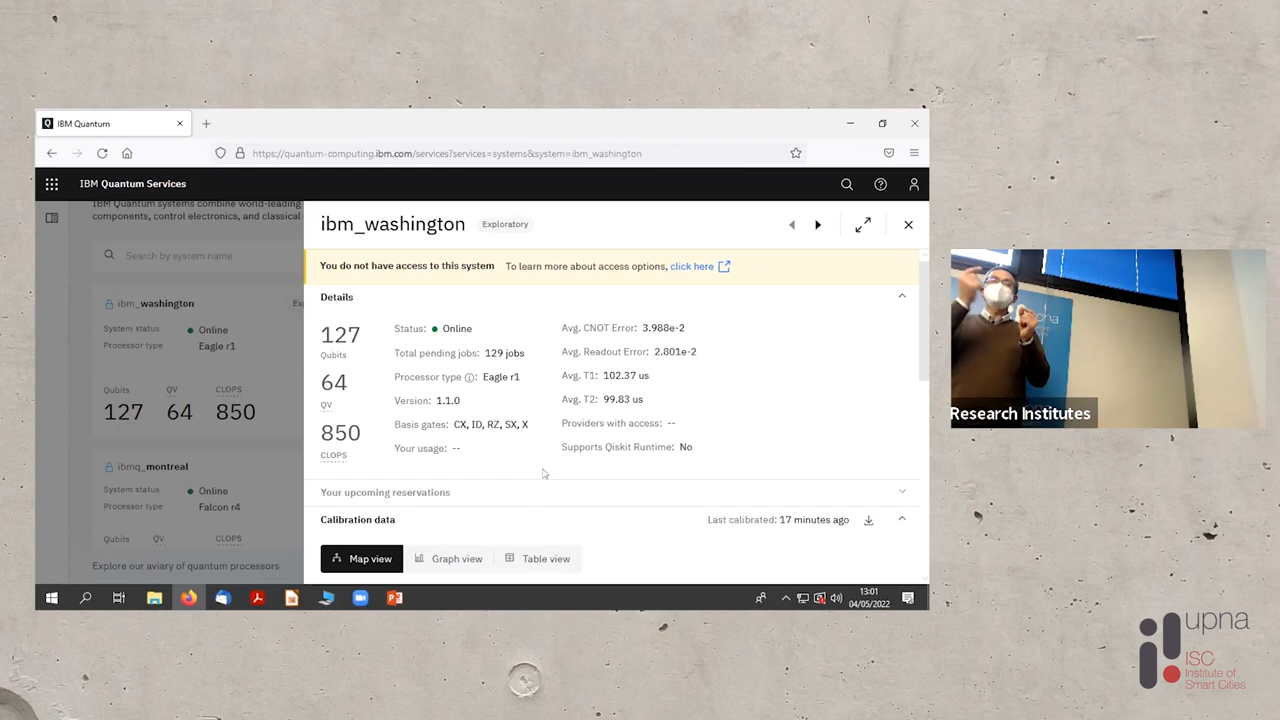 IBM Quantum
https://quantum-computing.ibm.com/services?services=systems&system=ibm_washington
IBM Quantum Services
IBM Quantum systems combine world-leading
components, control electronics, and classical
Search by system name
ibm_washington
System status
Online
Processor type
Eagle r1
Qubits QV CLOPS
127 64 850
ibmq_montreal
System status
Online
Processor type
Falcon r4
Qubits QV CLOPS
Explore our aviary of quantum processors
ibm_washington Exploratory
You do not have access to this system To learn more about access options, click here
Details
127
Qubits
64
QV
850
CLOPS
Status: Online
Total pending jobs: 129 jobs
Processor type Eagle r1
Version: 1.1.0
Basis gates: CX, ID, RZ, SX, X
Your usage: --
Avg. CNOT Error: 3.988e-2
Avg. Readout Error: 2.801e-2
Avg. T1: 102.37 us
Avg. T2: 99.83 us
Providers with access: --
Supports Qiskit Runtime: No
Your upcoming reservations
Calibration data Last calibrated: 17 minutes ago
Map view Graph view Table view
13:01
04/05/2022
upna
Research Institutes
upna
ISC
Institute of
Smart Cities